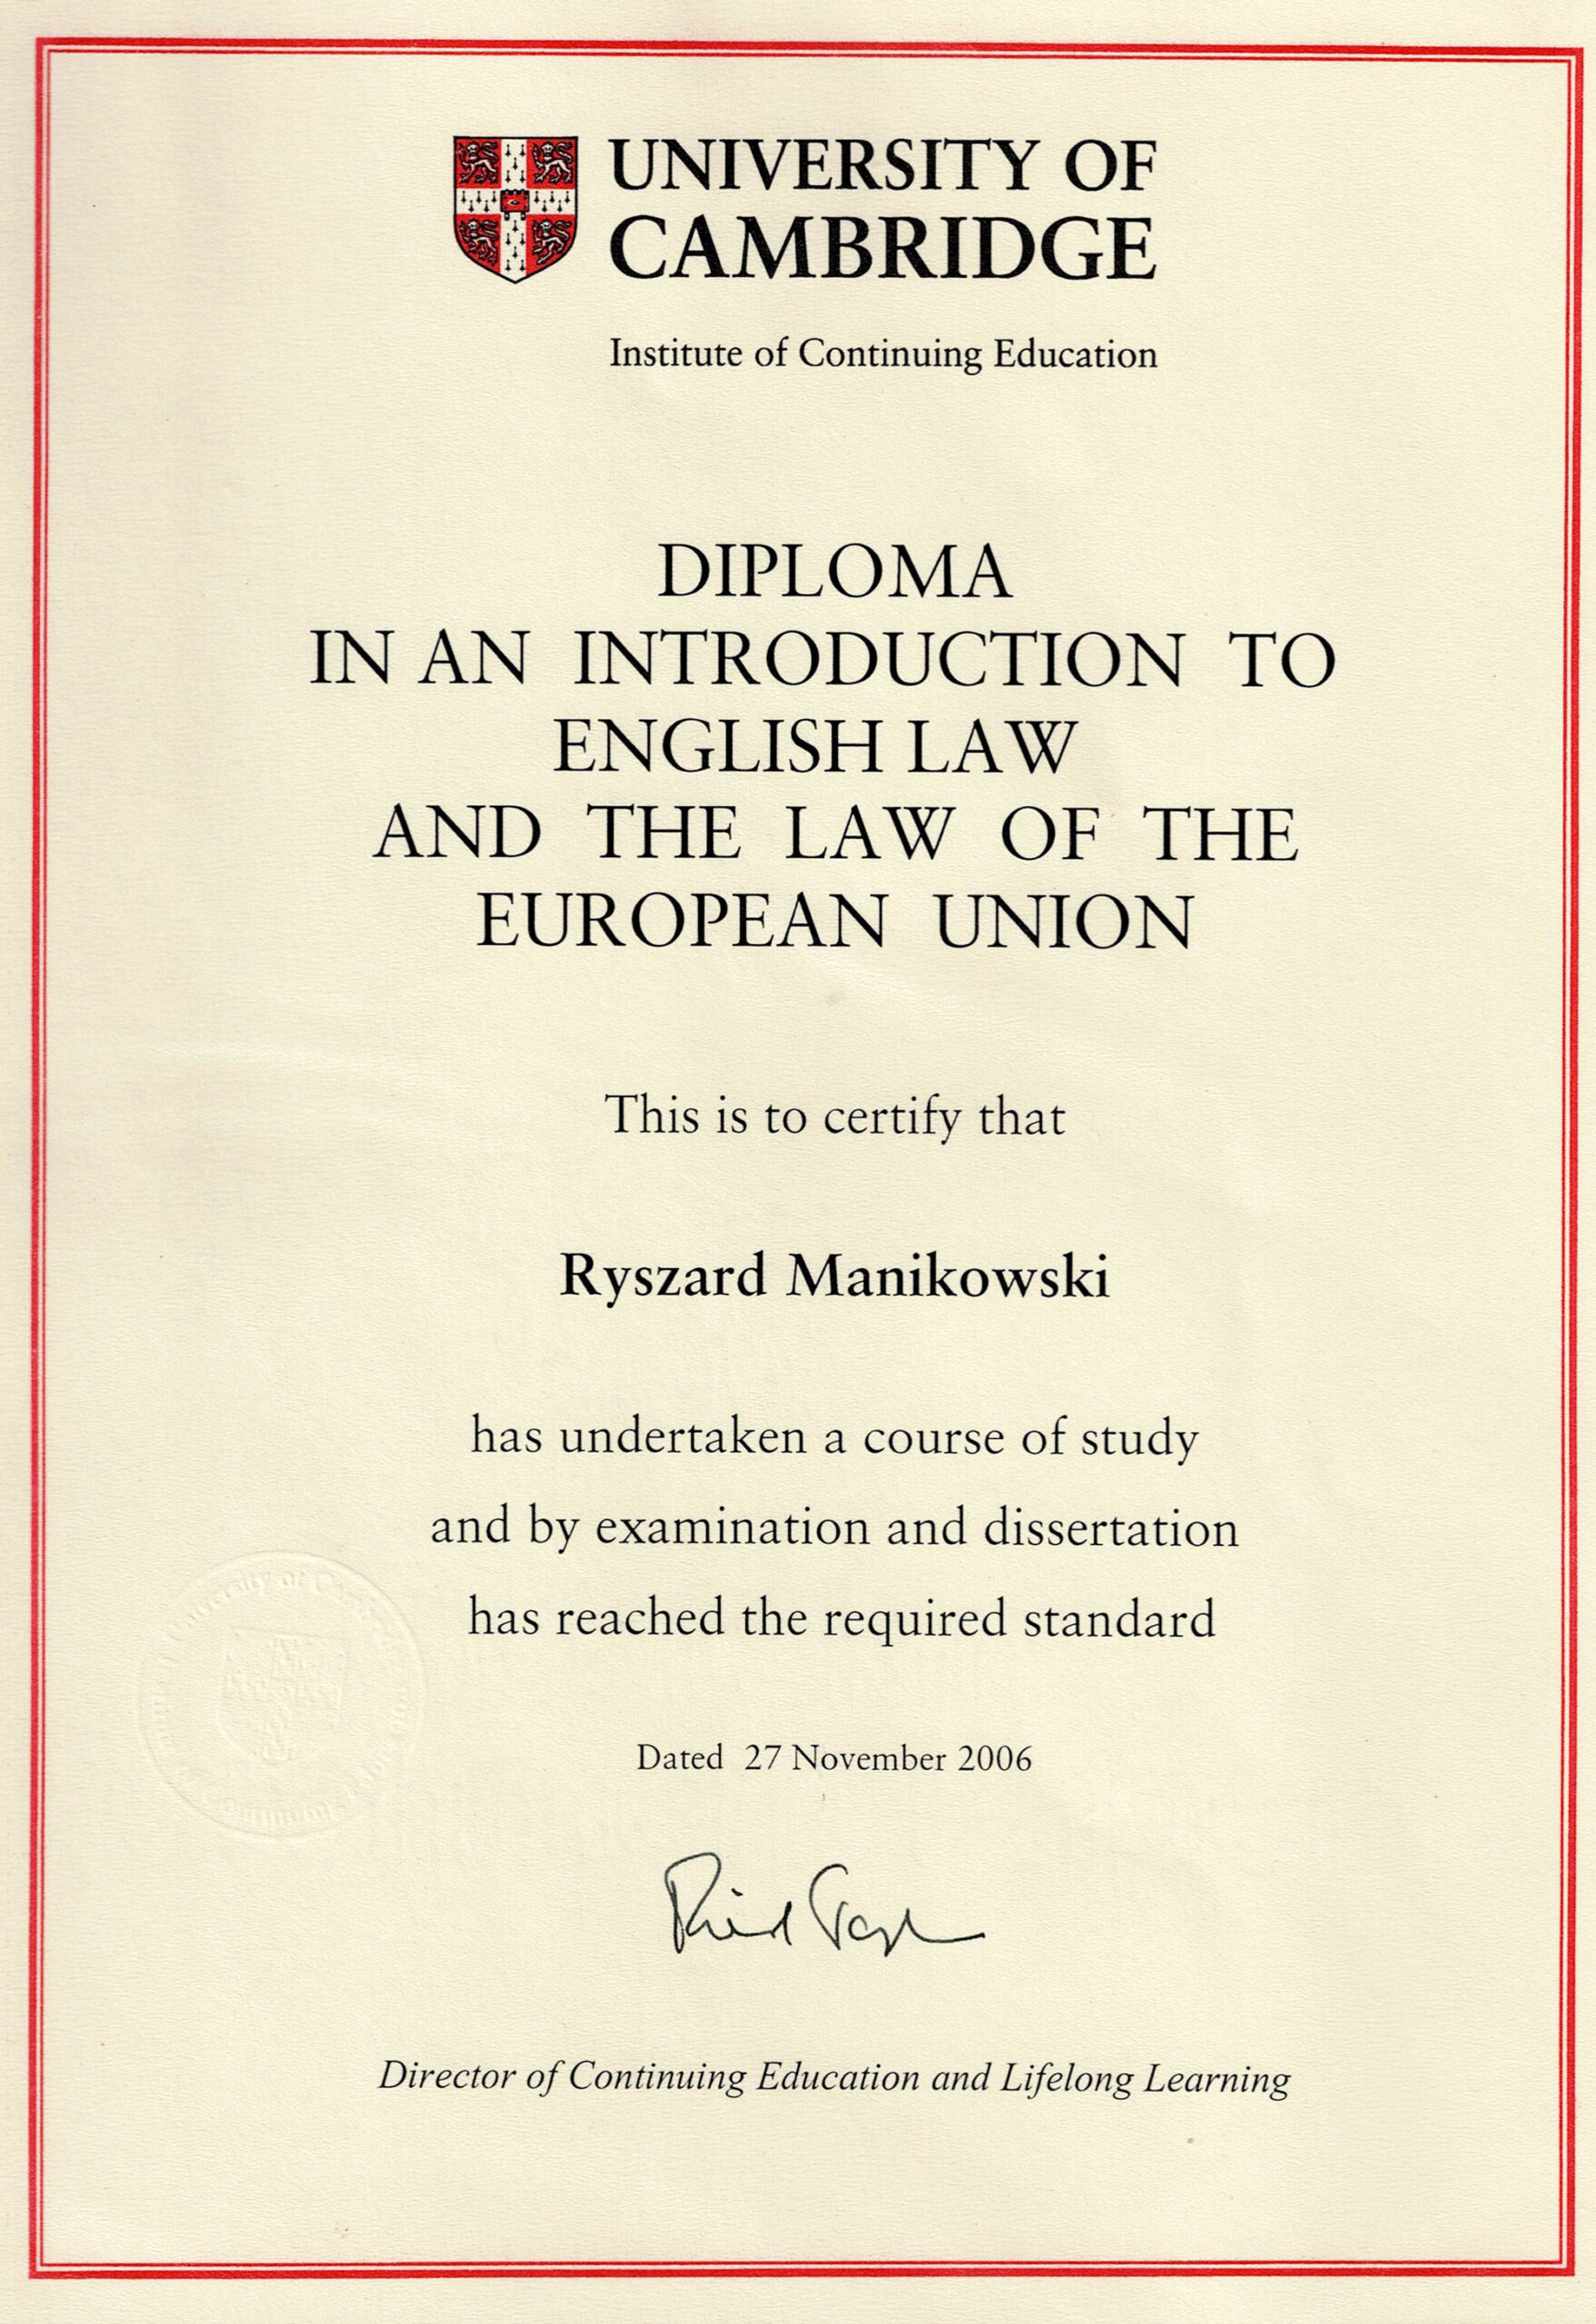 UNIVERSITY OF
CAMBRIDGE
Institute of Continuing Education
DIPLOMA
IN AN INTRODUCTION TO
ENGLISH LAW
AND THE LAW OF THE
EUROPEAN UNION
This is to certify that
Ryszard Manikowski
has undertaken a course of study
and by examination and dissertation
has reached the required standard
Dated 27 November 2006
Director of Continuing Education and Lifelong Learning